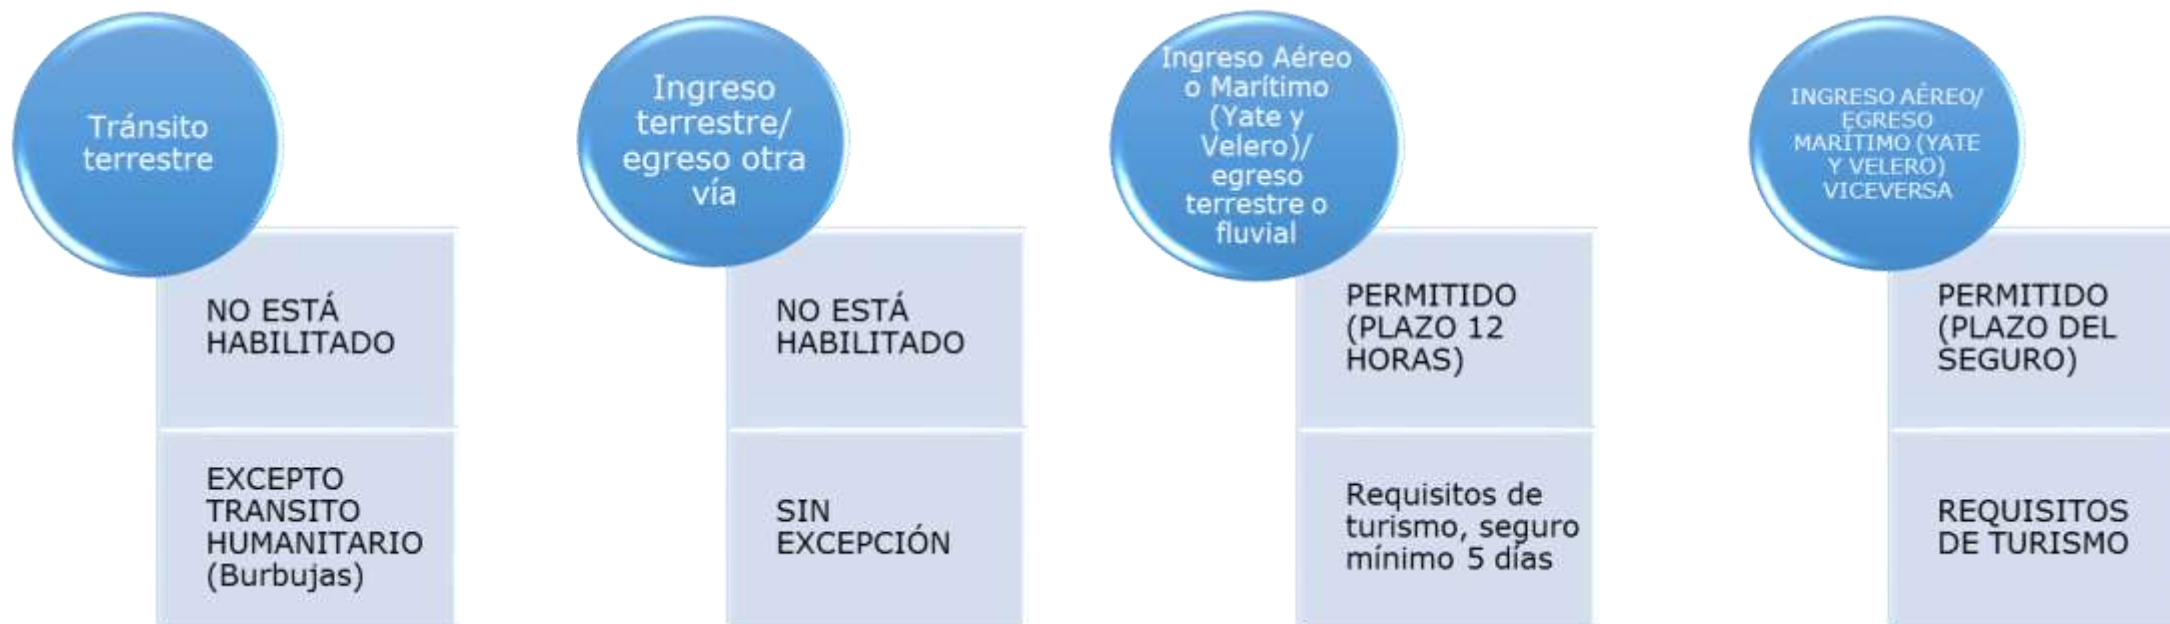 Tránsito
terrestre
NO ESTÁ
HABILITADO
EXCEPTO
TRANSITO
HUMANITARIO
(Burbujas)
Ingreso
terrestre/
egreso otra
vía
NO ESTÁ
HABILITADO
SIN
EXCEPCIÓN
Ingreso Aéreo
o Marítimo
(Yate y
Velero)/
egreso
terrestre o
fluvial
PERMITIDO
(PLAZO 12
HORAS)
Requisitos de
turismo, seguro
mínimo 5 días
INGRESO AÉREO/
EGRESO
MARÍTIMO (YATE
Y VELERO)
VICEVERSA
PERMITIDO
(PLAZO DEL
SEGURO)
REQUISITOS
DE TURISMO